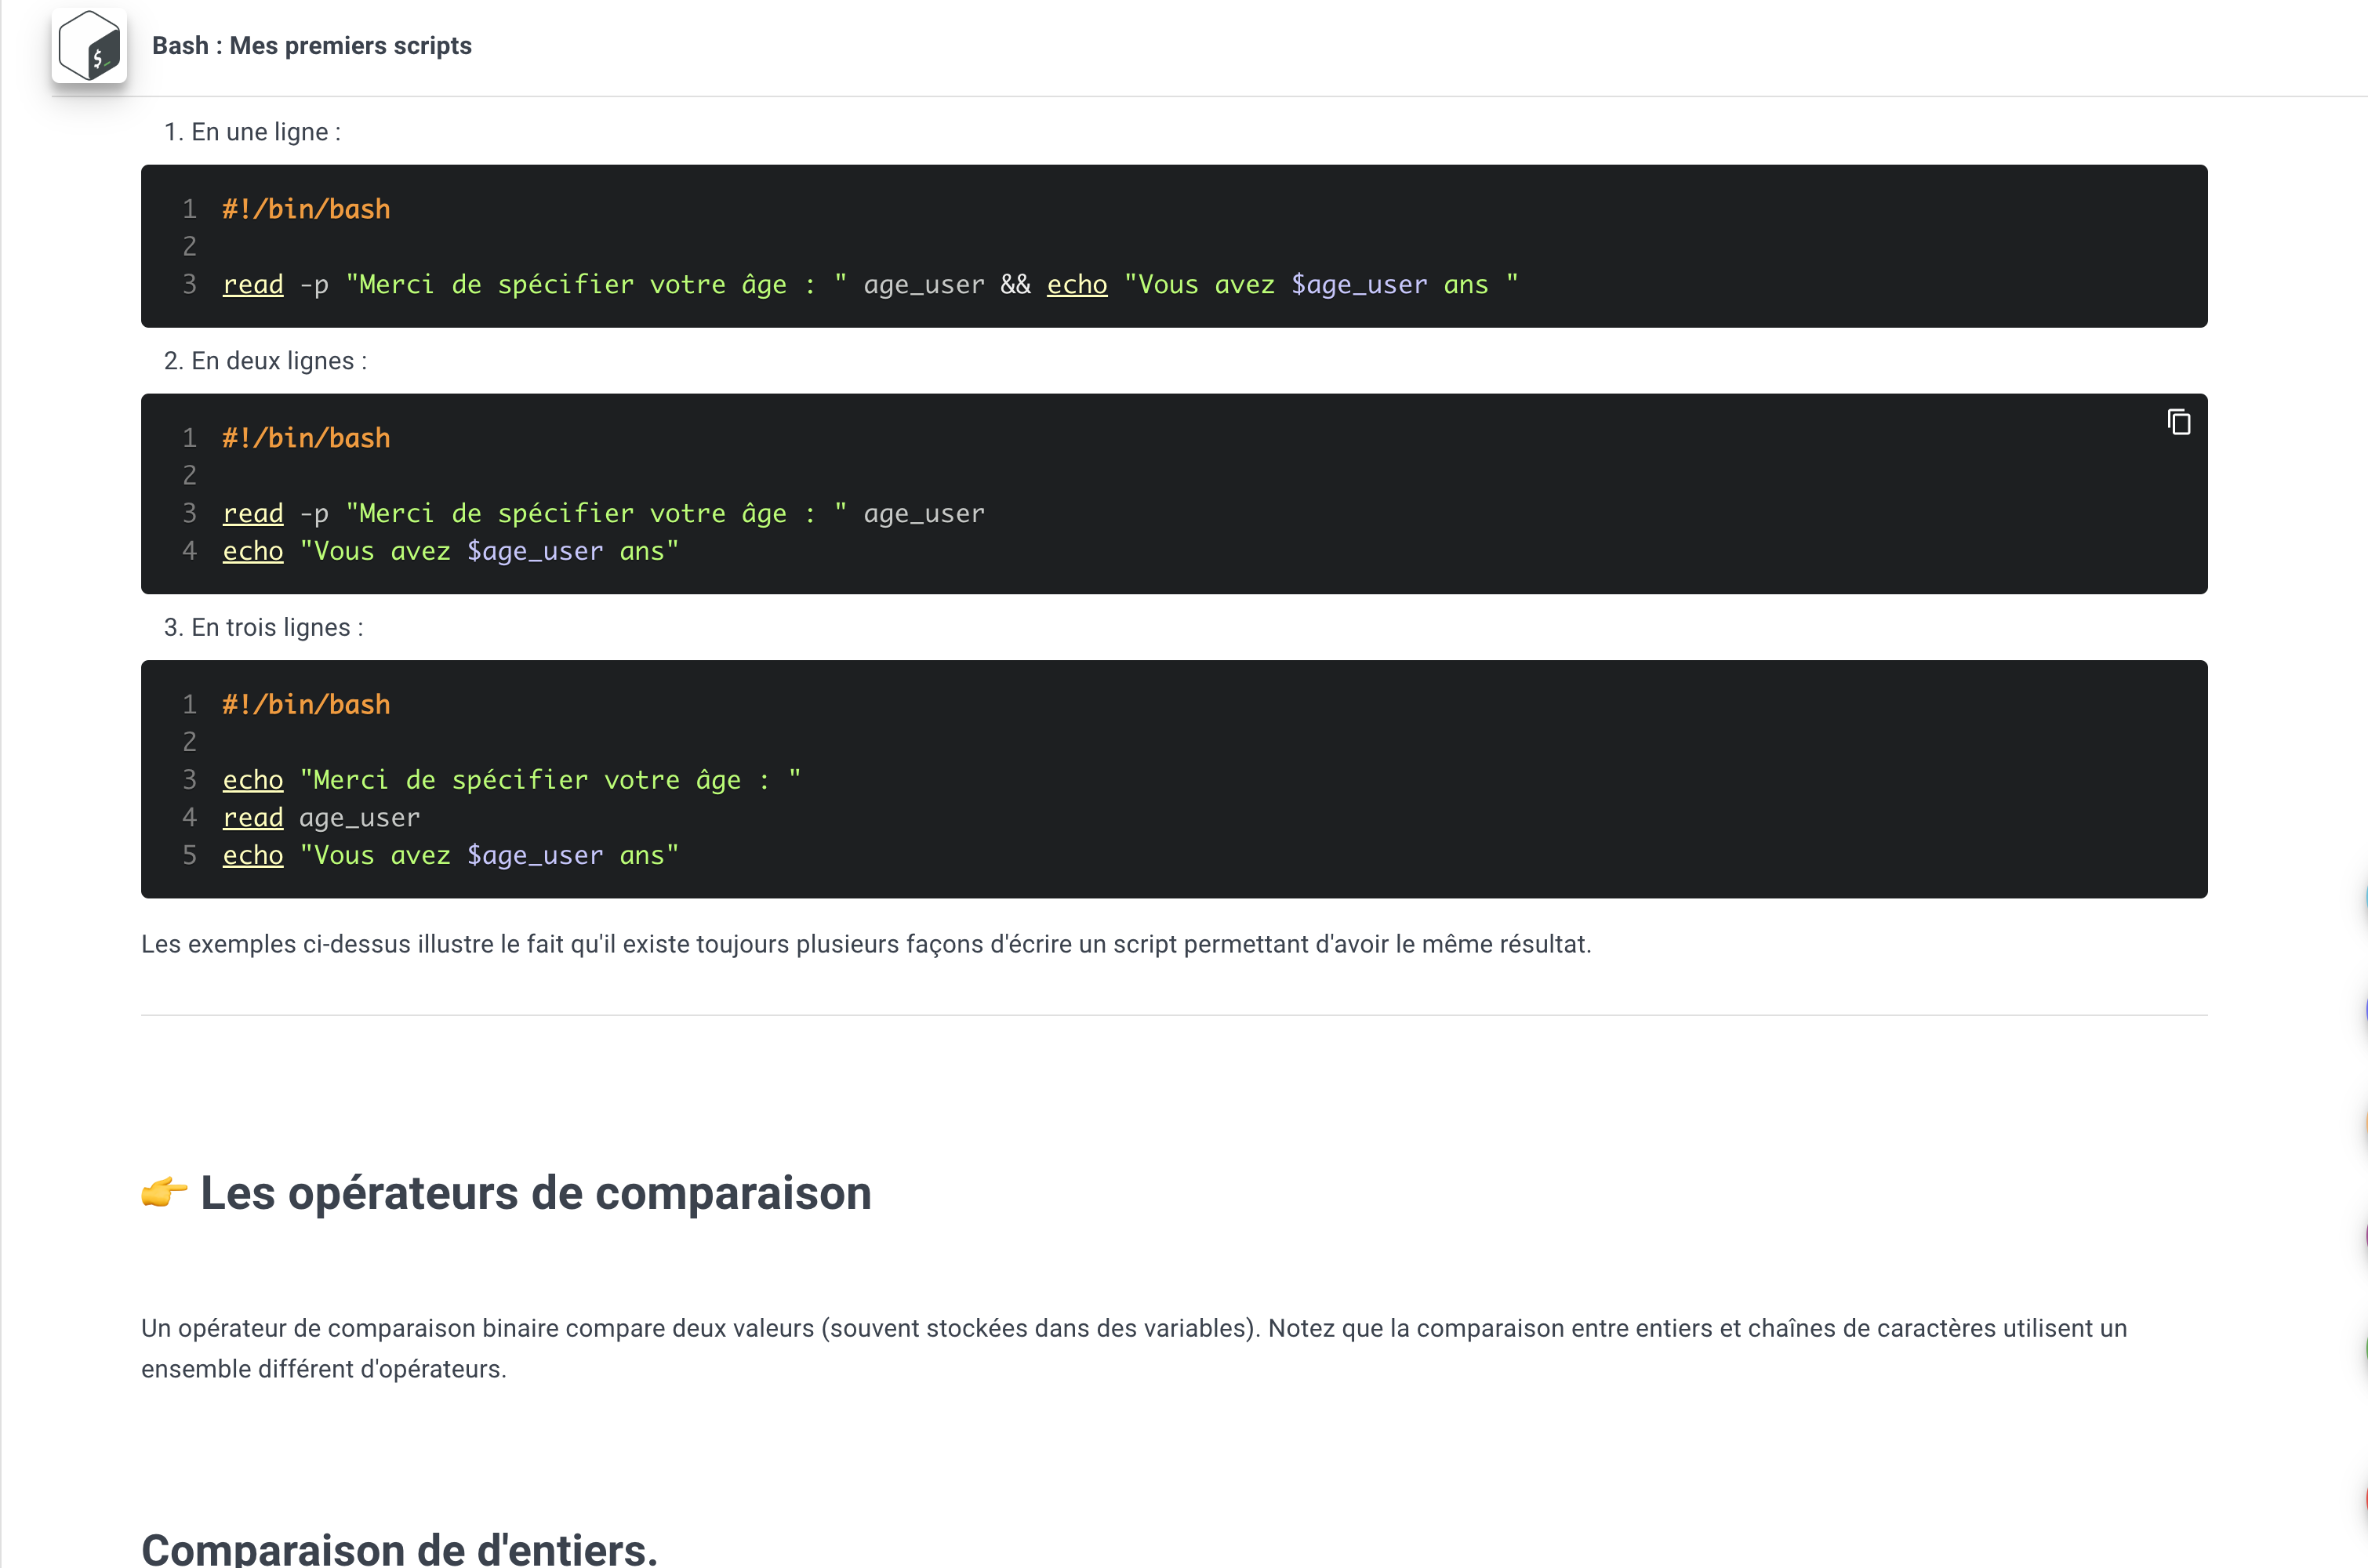 $_
Bash : Mes premiers scripts
1. En une ligne :
1 #!/bin/bash
2
3 read -p "Merci de spécifier votre âge : " age_user && echo "Vous avez $age_user ans "
2. En deux lignes :
1 #!/bin/bash
2
3 read -p "Merci de spécifier votre âge : " age_user
4 echo "Vous avez $age_user ans"
3. En trois lignes :
1 #!/bin/bash
2
3 echo "Merci de spécifier votre âge : "
4 read age_user
5 echo "Vous avez $age_user ans"
Les exemples ci-dessus illustre le fait qu'il existe toujours plusieurs façons d'écrire un script permettant d'avoir le même résultat.
👉 Les opérateurs de comparaison
Un opérateur de comparaison binaire compare deux valeurs (souvent stockées dans des variables). Notez que la comparaison entre entiers et chaînes de caractères utilisent un
ensemble différent d'opérateurs.
Comparaison de d'entiers.